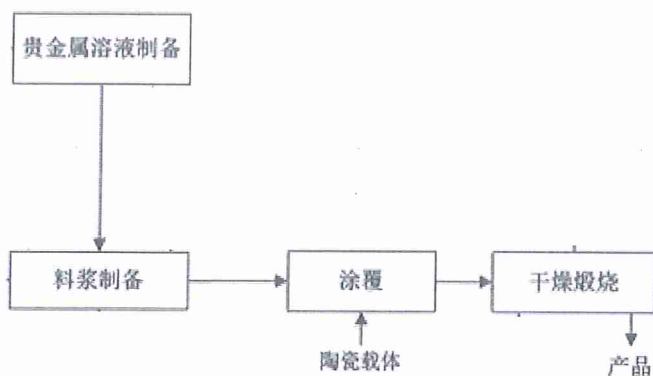 贵金属溶液制备
料浆制备
涂覆
干燥煅烧
陶瓷载体
产品